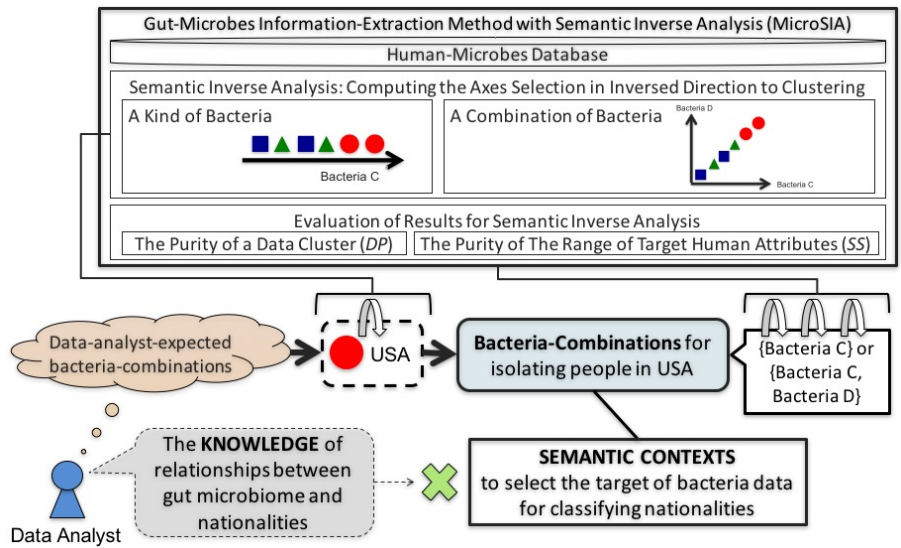 Gut-Microbes Information-Extraction Method with Semantic Inverse Analysis (MicroSIA)
Human-Microbes Database
Semantic Inverse Analysis: Computing the Axes Selection in Inversed Direction to Clustering
A Kind of Bacteria
Bacteria C
A Combination of Bacteria
Bacteria D
Bacteria C
Evaluation of Results for Semantic Inverse Analysis
The Purity of a Data Cluster (DP)
The Purity of The Range of Target Human Attributes (SS)
Data-analyst-expected
bacteria-combinations
USA
Bacteria-Combinations for
isolating people in USA
{Bacteria C} or
{Bacteria C,
Bacteria D}
The KNOWLEDGE of
relationships between
gut microbiome and
nationalities
SEMANTIC CONTEXTS
to select the target of bacteria data
for classifying nationalities
Data Analyst